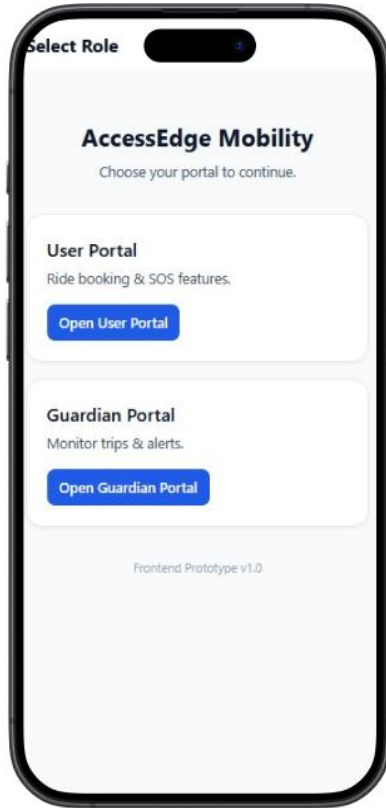 Select Role
AccessEdge Mobility
Choose your portal to continue.
User Portal
Ride booking & SOS features.
Open User Portal
Guardian Portal
Monitor trips & alerts.
Open Guardian Portal
Frontend Prototype v1.0